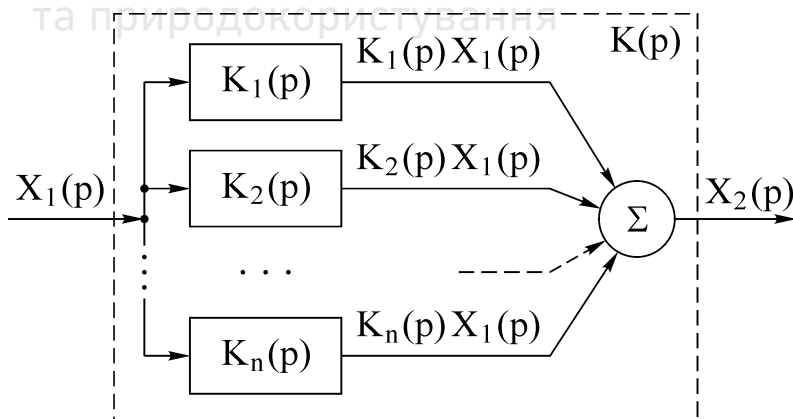 та природокористування
K(p)
K₁(p)
K₁(p)X₁(p)
K₂(p)
K₂(p)X₁(p)
X₁(p)
Σ
X₂(p)
. . .
Kₙ(p)
Kₙ(p)X₁(p)